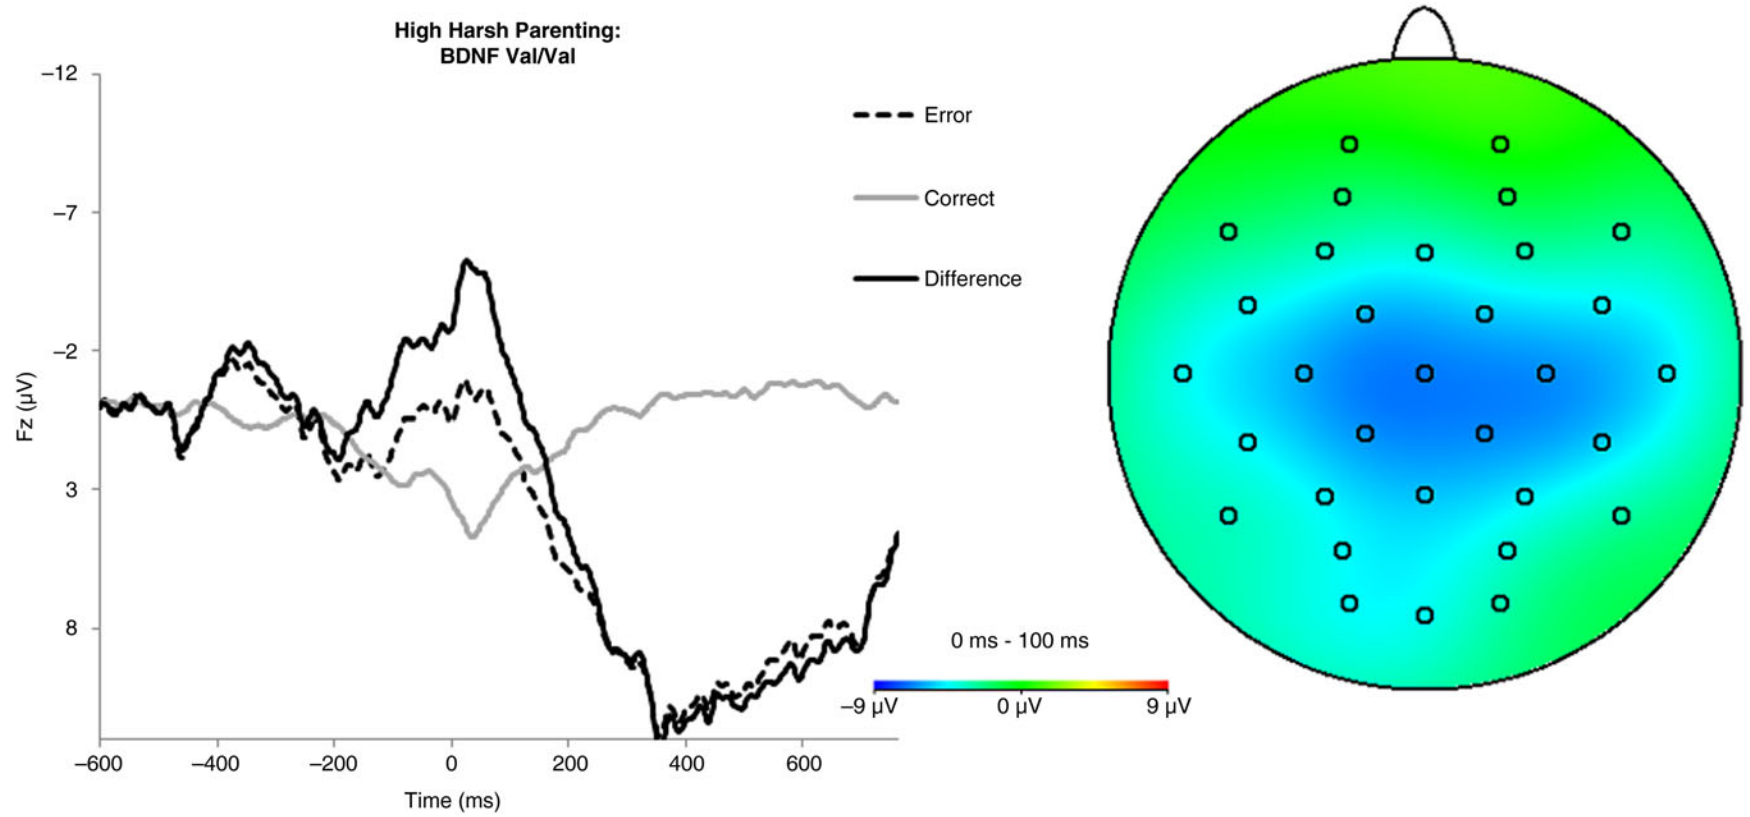 High Harsh Parenting:
BDNF Val/Val
–12
–7
–2
3
8
Fz (µV)
–600
–400
–200
0
200
400
600
Time (ms)
Error
Correct
Difference
0 ms - 100 ms
–9 µV
0 µV
9 µV